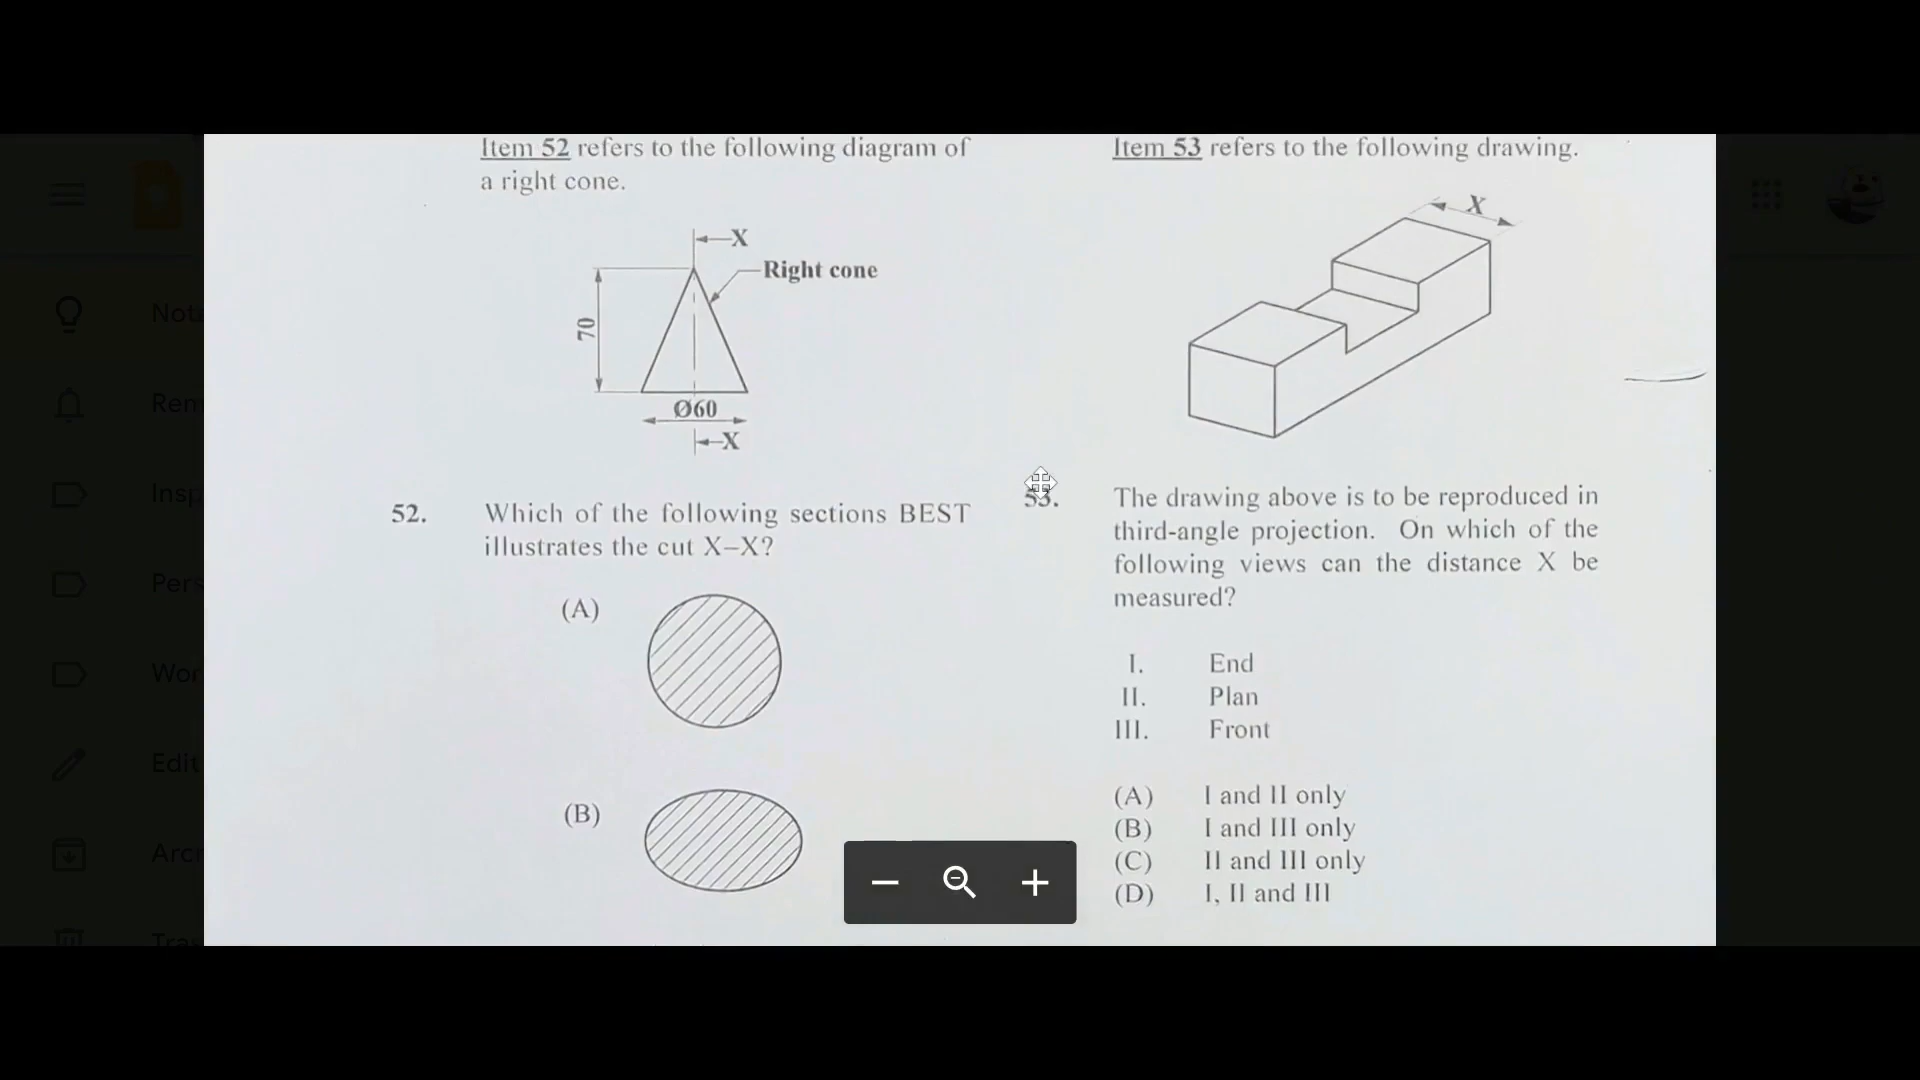 Item 52 refers to the following diagram of
a right cone.
X
Right cone
70
Ø60
X
52. Which of the following sections BEST
illustrates the cut X–X?
(A)
(B)
Item 53 refers to the following drawing.
X
53. The drawing above is to be reproduced in
third-angle projection. On which of the
following views can the distance X be
measured?
I. End
II. Plan
III. Front
(A) I and II only
(B) I and III only
(C) II and III only
(D) I, II and III
Edit